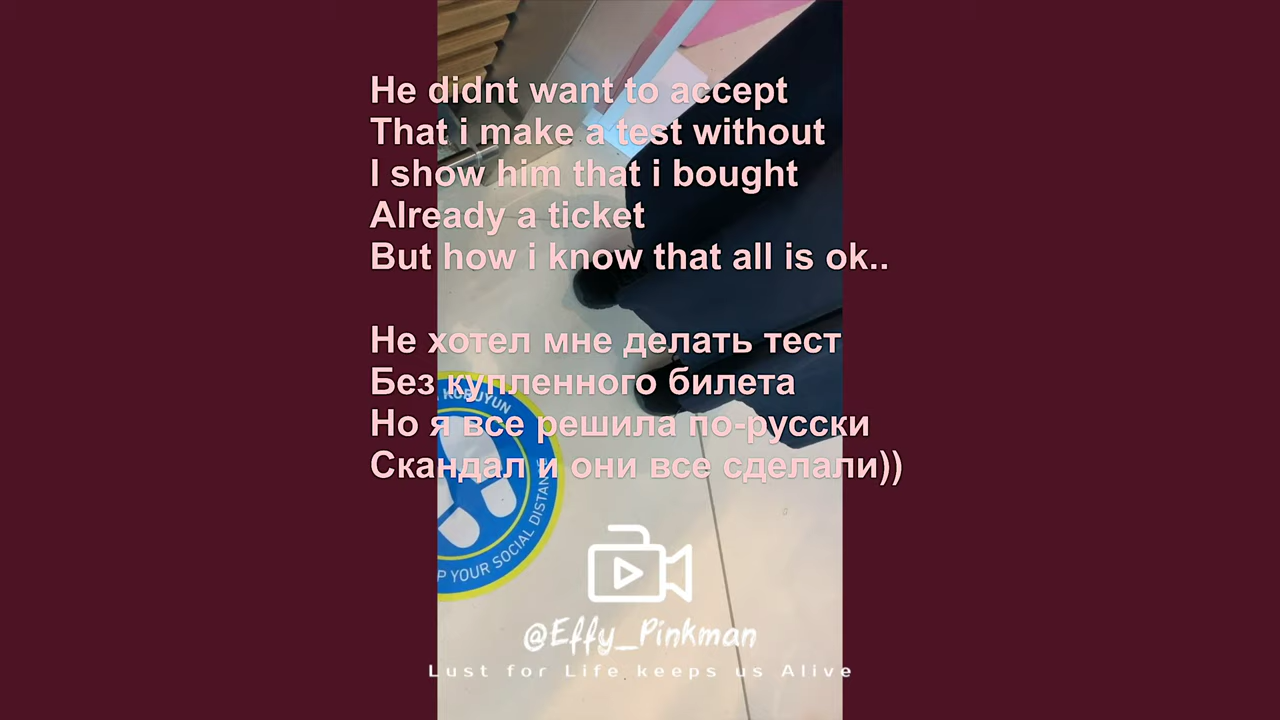 He didnt want to accept
That i make a test without
I show him that i bought
Already a ticket
But how i know that all is ok..
Не хотел мне делать тест
Без купленного билета
Но я все решила по-русски
Скандал и они все сделали))
KORUYUN
P YOUR SOCIAL DISTANC
@Effy_Pinkman
Lust for Life keeps us Alive